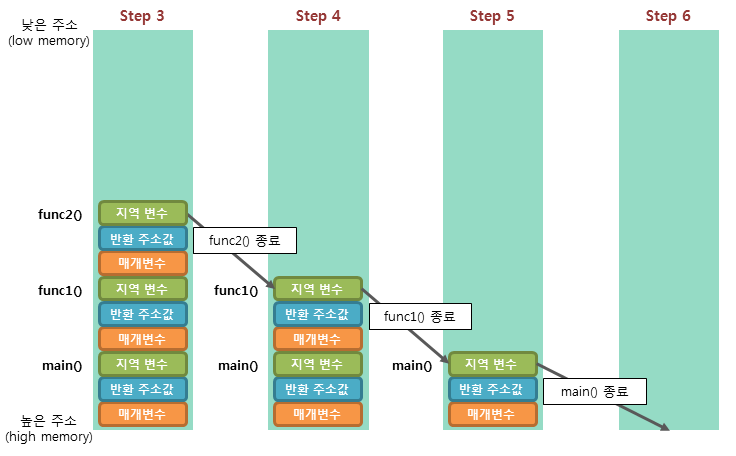 Step 3
Step 4
Step 5
Step 6
낮은 주소
(low memory)
func2()
지역 변수
반환 주소값
매개변수
func2() 종료
func1()
지역 변수
반환 주소값
매개변수
func1()
지역 변수
반환 주소값
매개변수
func1() 종료
main()
지역 변수
반환 주소값
매개변수
main()
지역 변수
반환 주소값
매개변수
main()
지역 변수
반환 주소값
매개변수
main() 종료
높은 주소
(high memory)